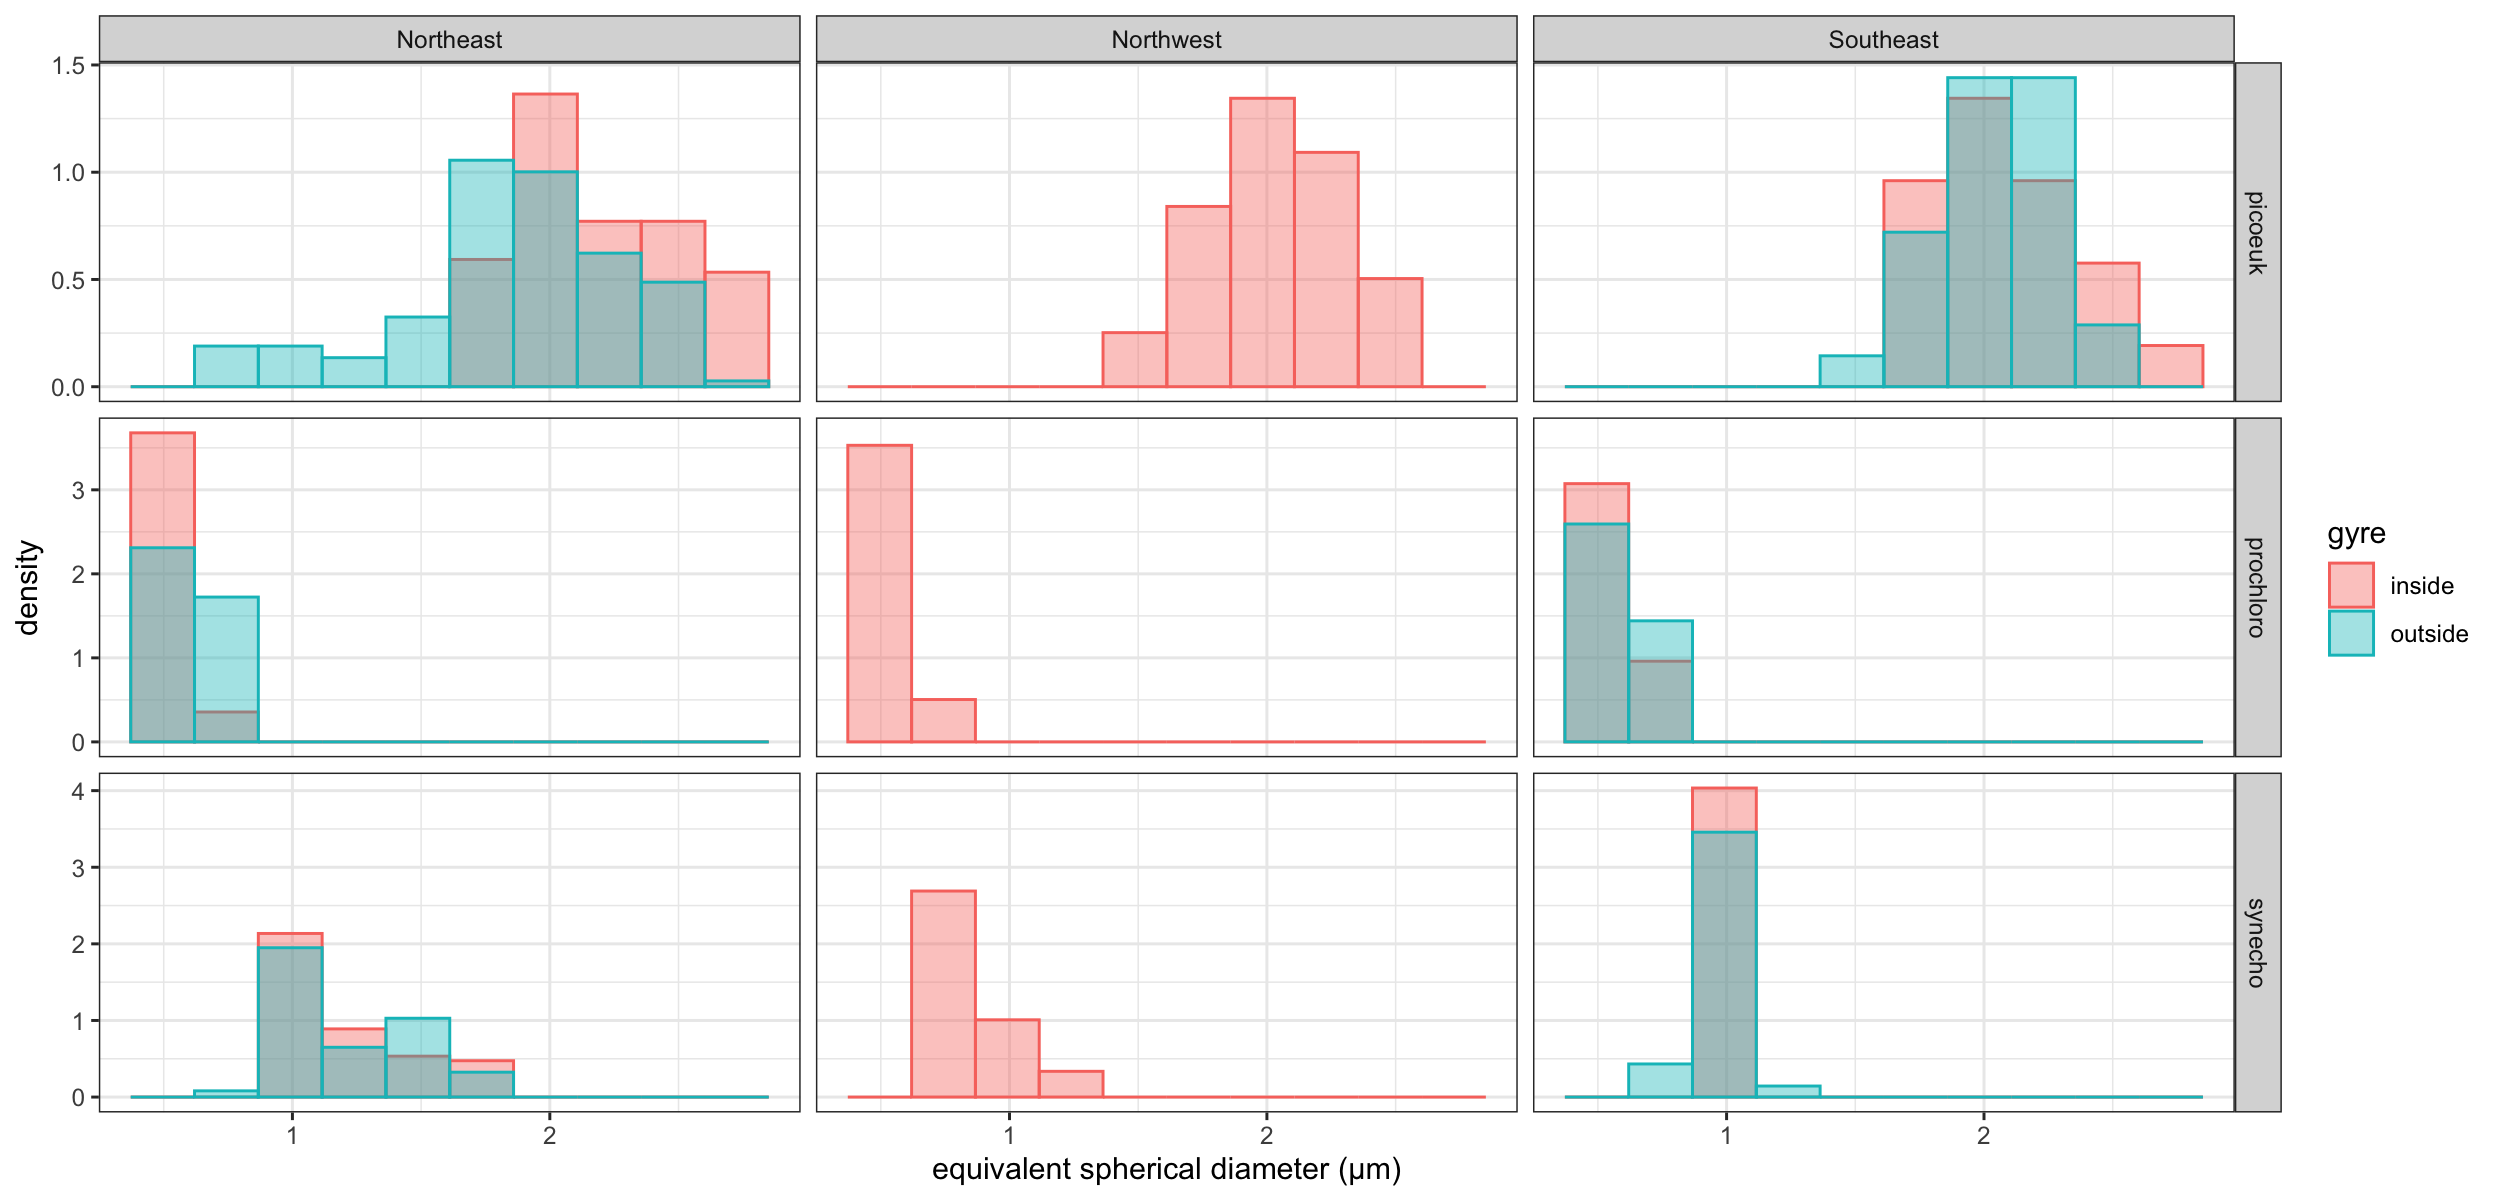 Northeast
Northwest
Southeast
1.5
1.0
0.5
0.0
picoeuk
3
2
1
0
prochloro
4
3
2
1
0
synecho
1
2
1
2
1
2
equivalent spherical diameter (μm)
density
gyre
inside
outside